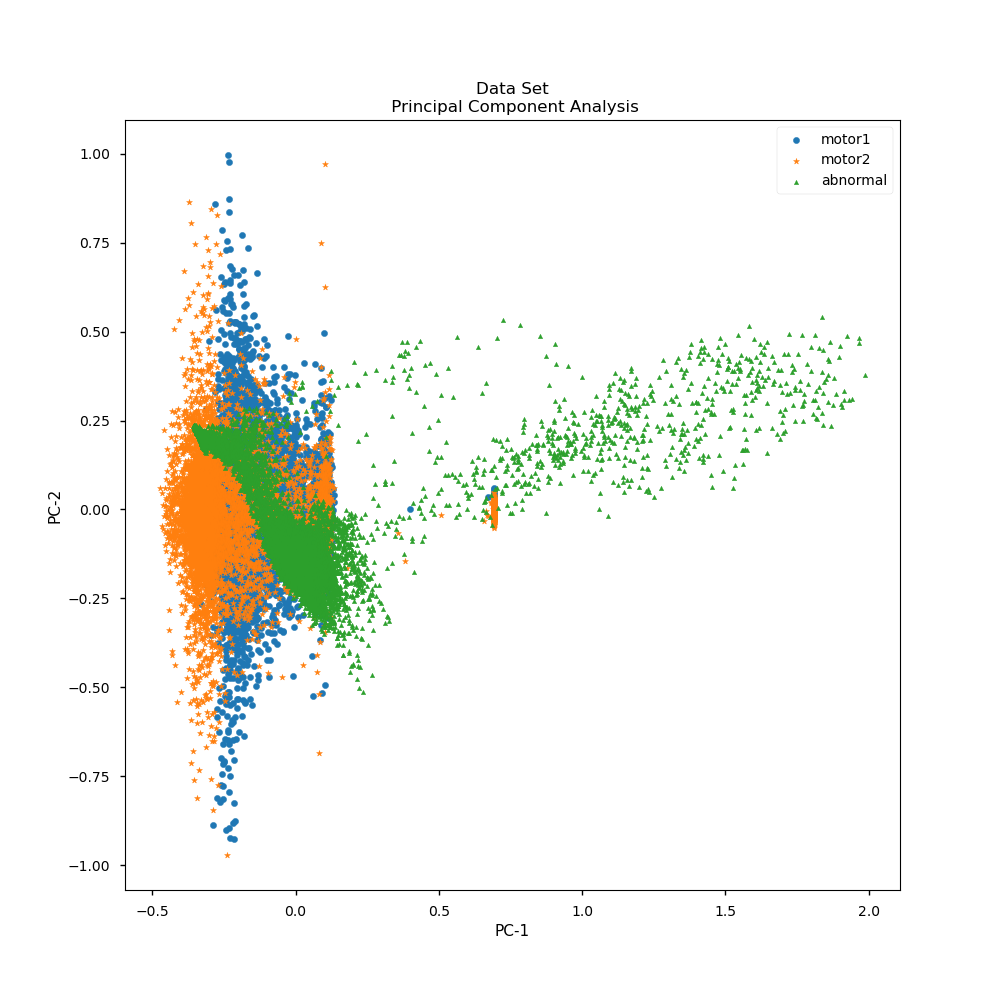 Data Set
Principal Component Analysis
motor1
motor2
abnormal
1.00
0.75
0.50
0.25
0.00
−0.25
−0.50
−0.75
−1.00
PC-2
−0.5
0.0
0.5
1.0
1.5
2.0
PC-1